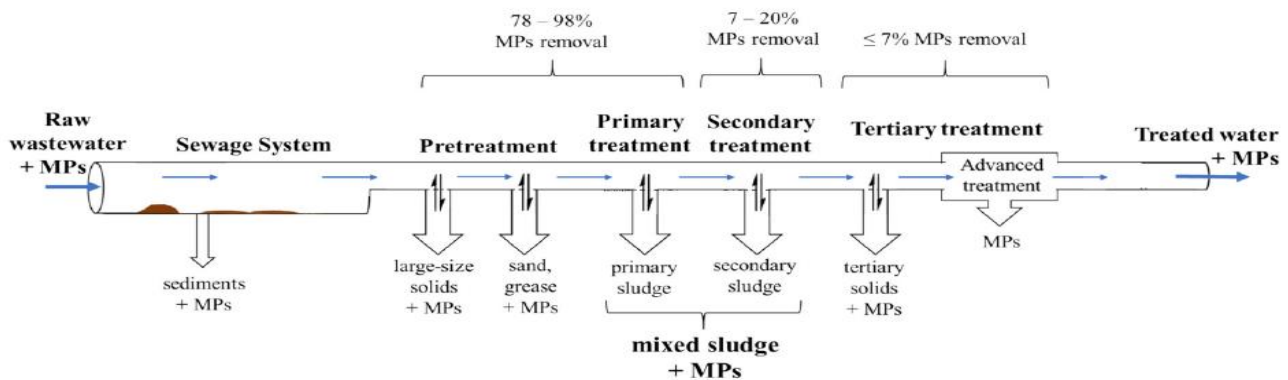 78 – 98%
MPs removal
7 – 20%
MPs removal
≤ 7% MPs removal
Raw
wastewater
+ MPs
Sewage System
Pretreatment
Primary
treatment
Secondary
treatment
Tertiary treatment
Treated water
+ MPs
Advanced
treatment
sediments
+ MPs
large-size
solids
+ MPs
sand,
grease
+ MPs
primary
sludge
secondary
sludge
tertiary
solids
+ MPs
MPs
mixed sludge
+ MPs